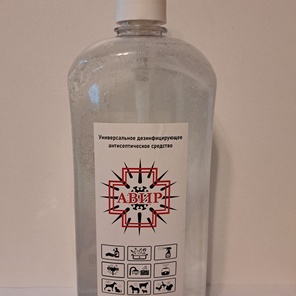 Универсальное дезинфицирующее
антисептическое средство
АВИР